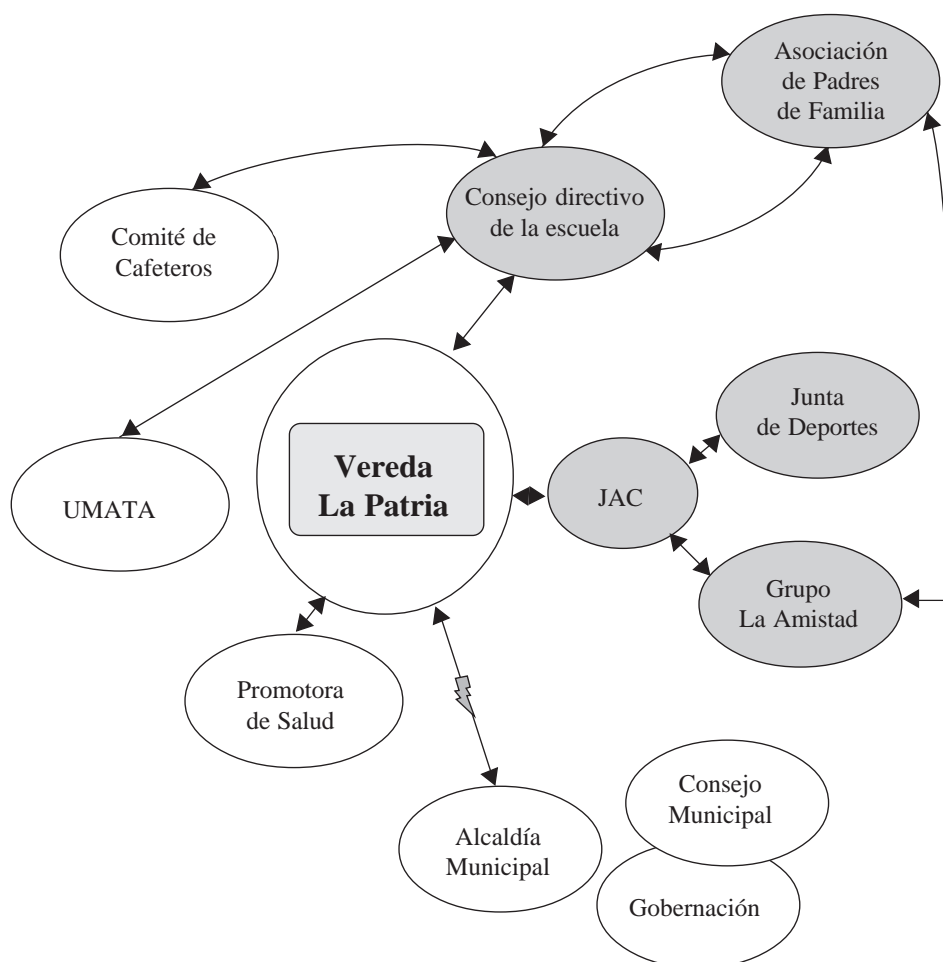 Asociación
de Padres
de Familia
Consejo directivo
de la escuela
Comité de
Cafeteros
Junta
de Deportes
Vereda
La Patria
UMATA
JAC
Grupo
La Amistad
Promotora
de Salud
Consejo
Municipal
Alcaldía
Municipal
Gobernación